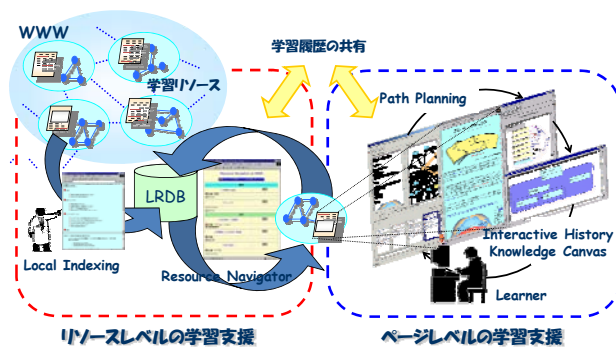 WWW
学習リソース
学習履歴の共有
Path Planning
LRDB
Local Indexing
Resource Navigator
Interactive History
Knowledge Canvas
Learner
リソースレベルの学習支援
ページレベルの学習支援